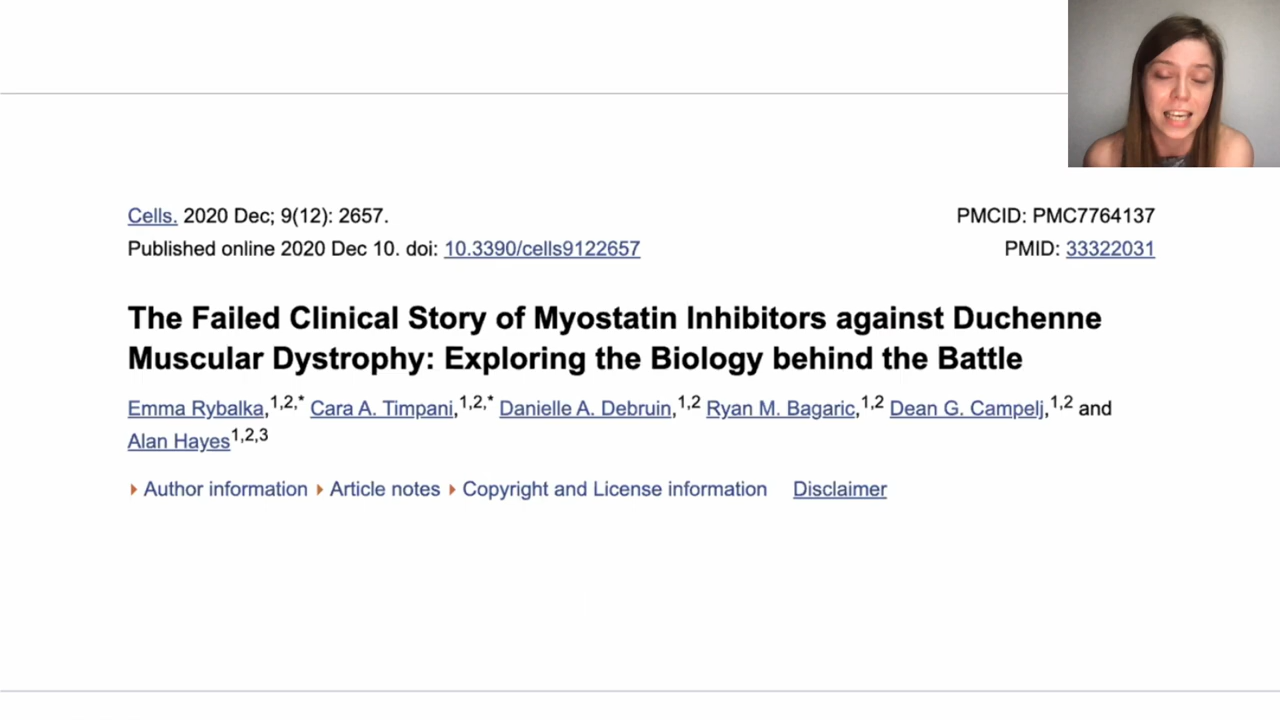 Cells. 2020 Dec; 9(12): 2657.
PMCID: PMC7764137
Published online 2020 Dec 10. doi: 10.3390/cells9122657
PMID: 33322031
The Failed Clinical Story of Myostatin Inhibitors against Duchenne
Muscular Dystrophy: Exploring the Biology behind the Battle
Emma Rybalka,1,2,* Cara A. Timpani,1,2,* Danielle A. Debruin,1,2 Ryan M. Bagaric,1,2 Dean G. Campelj,1,2 and
Alan Hayes1,2,3
Author information Article notes Copyright and License information Disclaimer